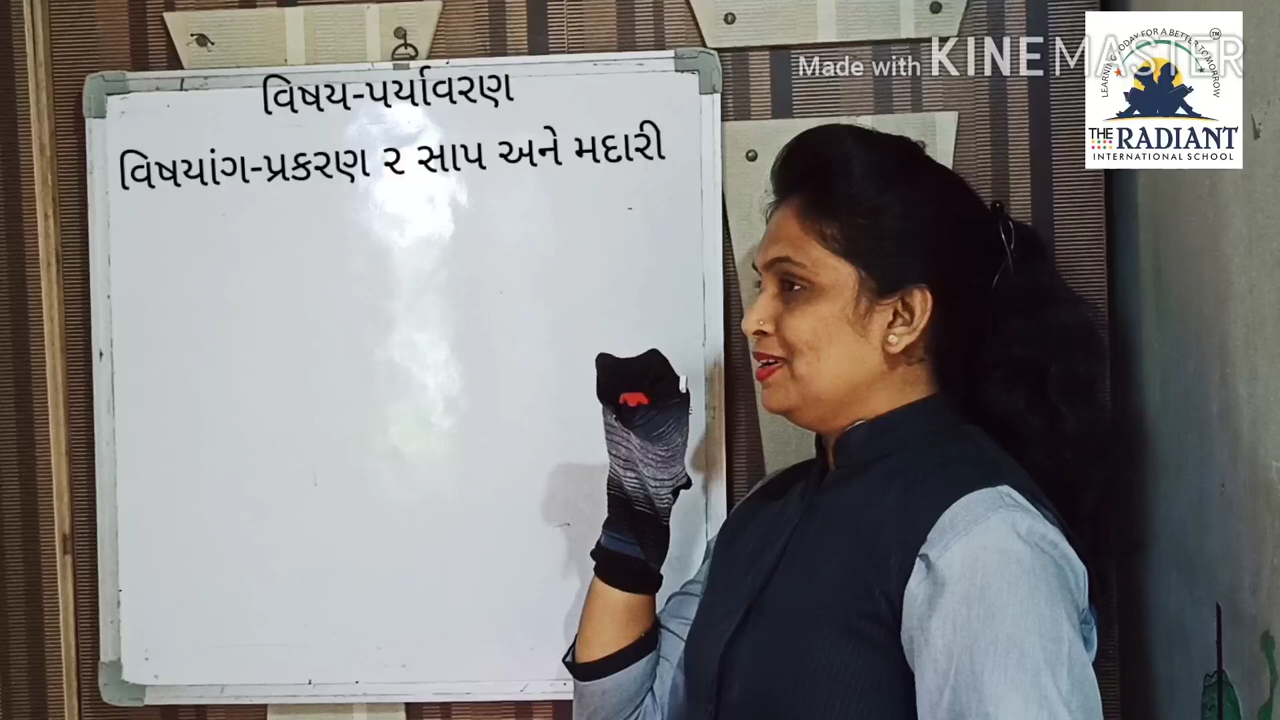 વિષય-પર્યાવરણ
વિષયાંગ-પ્રકરણ ૨ સાપ અને મદારી
Made with KINEMASTER
LEARNING TODAY FOR A BETTER TOMORROW
TM
THE RADIANT
INTERNATIONAL SCHOOL